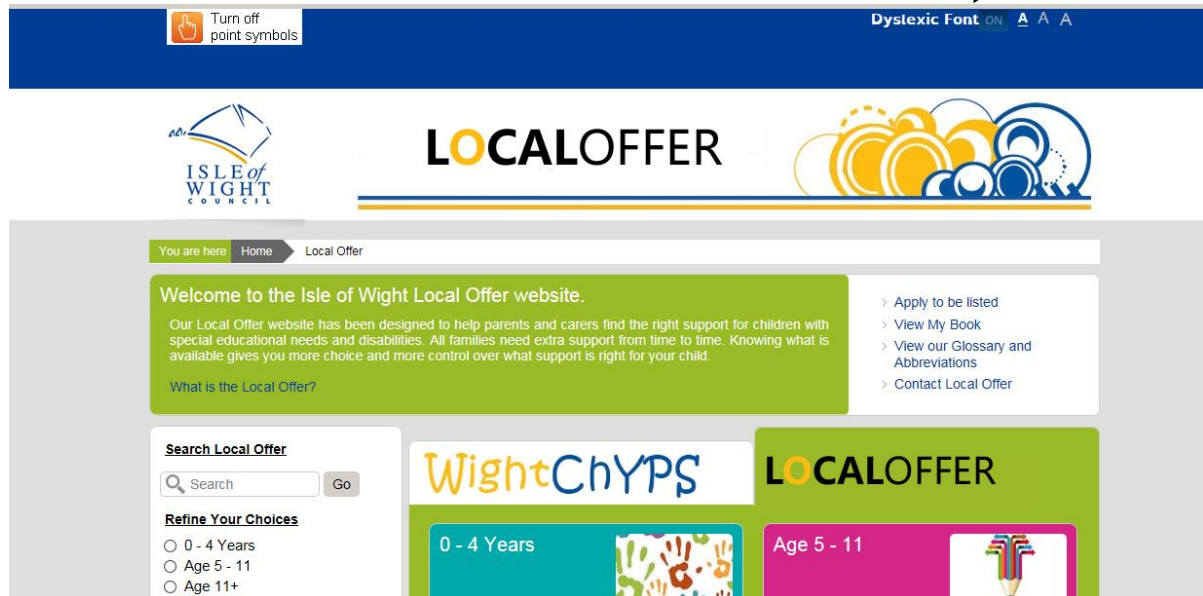 Turn off
point symbols
Dyslexic Font ON A A A
ISLE of
WIGHT
COUNCIL
LOCALOFFER
You are here Home Local Offer
Welcome to the Isle of Wight Local Offer website.
Our Local Offer website has been designed to help parents and carers find the right support for children with
special educational needs and disabilities. All families need extra support from time to time. Knowing what is
available gives you more choice and more control over what support is right for your child.
What is the Local Offer?
> Apply to be listed
> View My Book
> View our Glossary and
Abbreviations
> Contact Local Offer
Search Local Offer
Search Go
Refine Your Choices
0 - 4 Years
Age 5 - 11
Age 11+
WightChYPS
LOCALOFFER
0 - 4 Years
Age 5 - 11